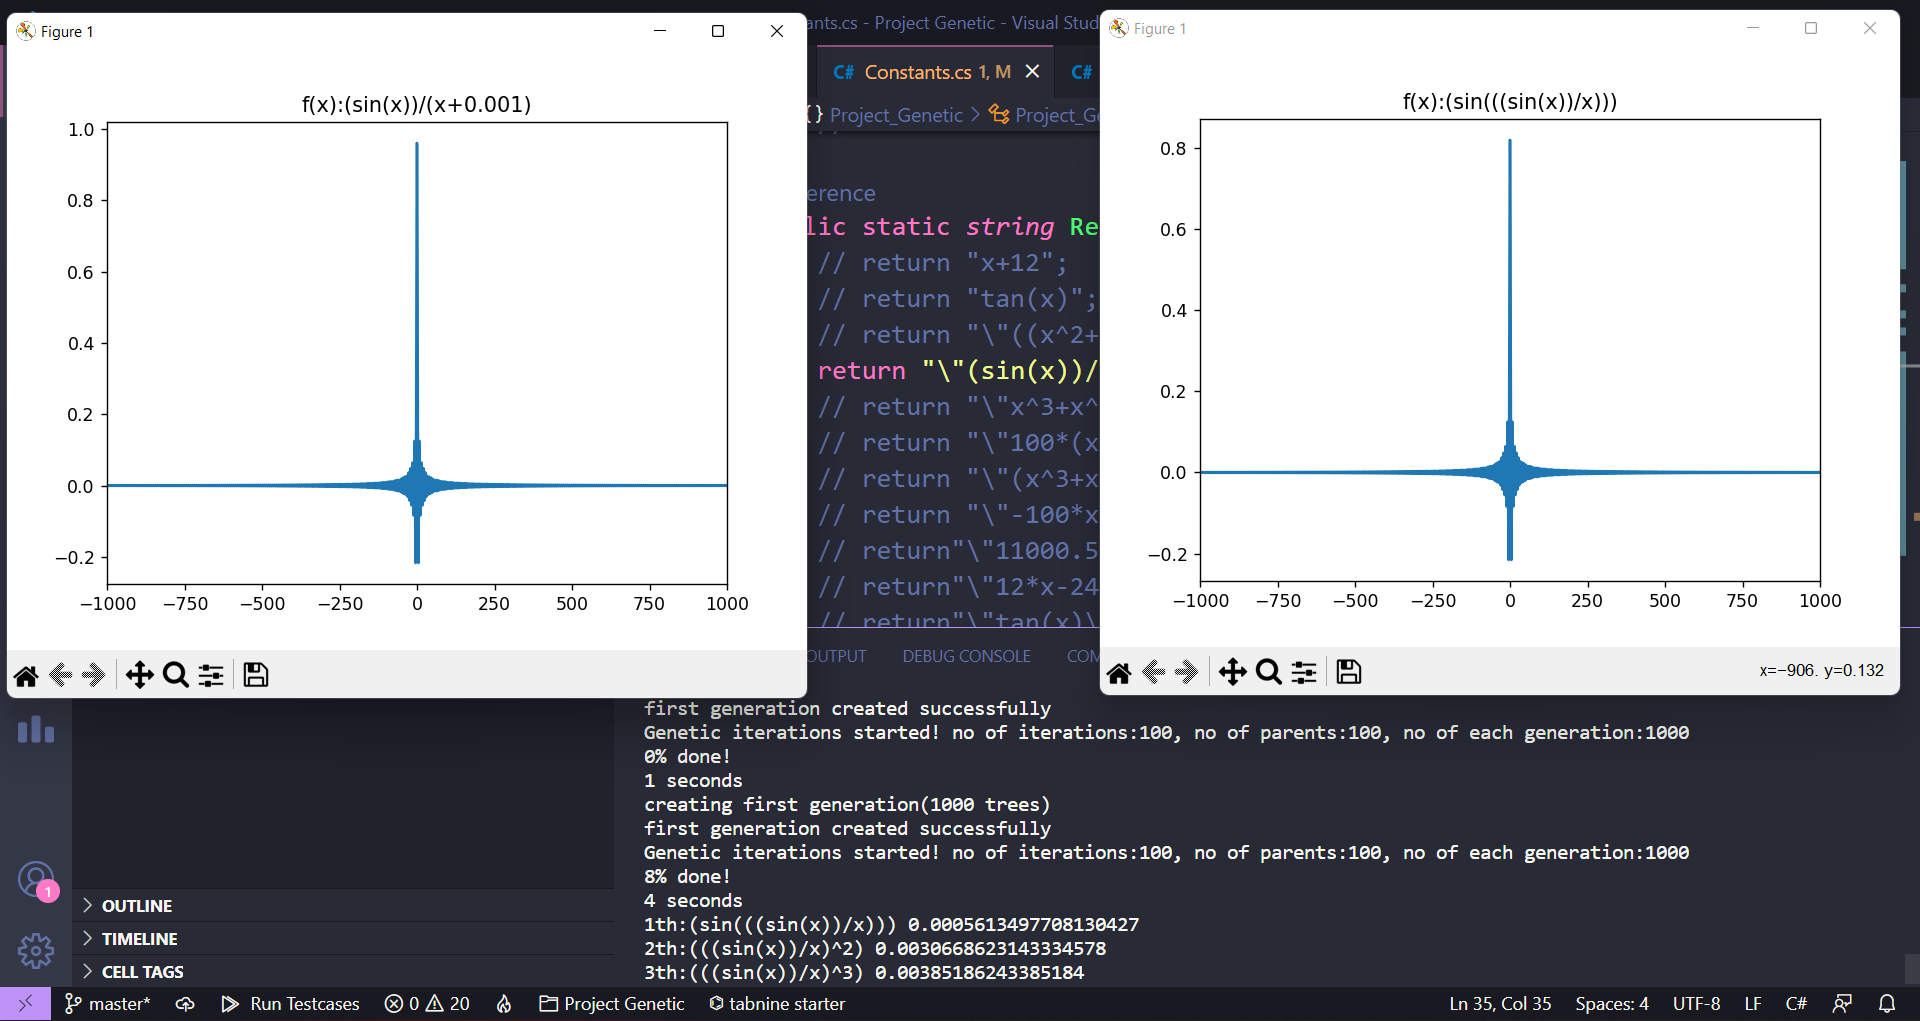 Figure 1
f(x):(sin(x))/(x+0.001)
1.0
0.8
0.6
0.4
0.2
0.0
−0.2
−1000 −750 −500 −250 0 250 500 750 1000
ants.cs - Project Genetic - Visual Stud
C# Constants.cs 1, M
C#
{} Project_Genetic > Project_Ge
erence
lic static string Re
// return "x+12";
// return "tan(x)";
// return "\"((x^2+
return "\"(sin(x))/
// return "\"x^3+x^
// return "\"100*(x
// return "\"(x^3+x
// return "\"-100*x
// return"\"11000.5
// return"\"12*x-24
// return"\"tan(x)\
OUTPUT DEBUG CONSOLE COM
Figure 1
f(x):(sin(((sin(x))/x)))
0.8
0.6
0.4
0.2
0.0
−0.2
−1000 −750 −500 −250 0 250 500 750 1000
x=−906. y=0.132
first generation created successfully
Genetic iterations started! no of iterations:100, no of parents:100, no of each generation:1000
0% done!
1 seconds
creating first generation(1000 trees)
first generation created successfully
Genetic iterations started! no of iterations:100, no of parents:100, no of each generation:1000
8% done!
4 seconds
1th:(sin(((sin(x))/x))) 0.0005613497708130427
2th:(((sin(x))/x)^2) 0.0030668623143334578
3th:(((sin(x))/x)^3) 0.00385186243385184
1
OUTLINE
TIMELINE
CELL TAGS
master* Run Testcases 0 20 Project Genetic tabnine starter Ln 35, Col 35 Spaces: 4 UTF-8 LF C#